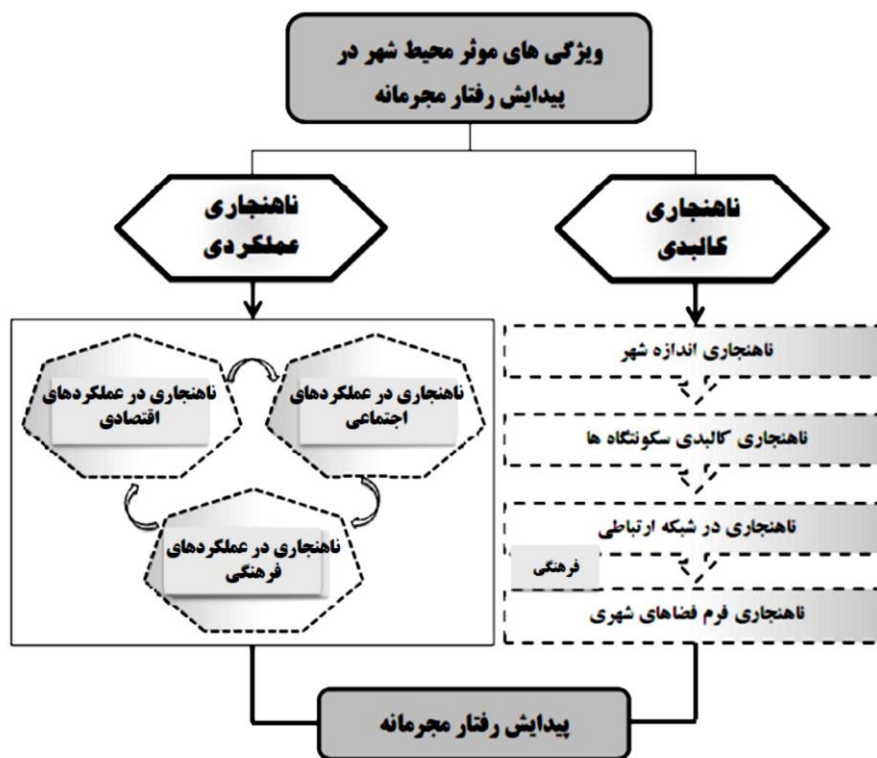 ویژگی های موثر محیط شهر در
پیدایش رفتار مجرمانه
ناهنجاری
کالبدی
ناهنجاری
عملکردی
ناهنجاری اندازه شهر
ناهنجاری کالبدی سکونتگاه ها
ناهنجاری در شبکه ارتباطی
فرهنگی
ناهنجاری فرم فضاهای شهری
ناهنجاری در عملکردهای
اجتماعی
ناهنجاری در عملکردهای
اقتصادی
ناهنجاری در عملکردهای
فرهنگی
پیدایش رفتار مجرمانه